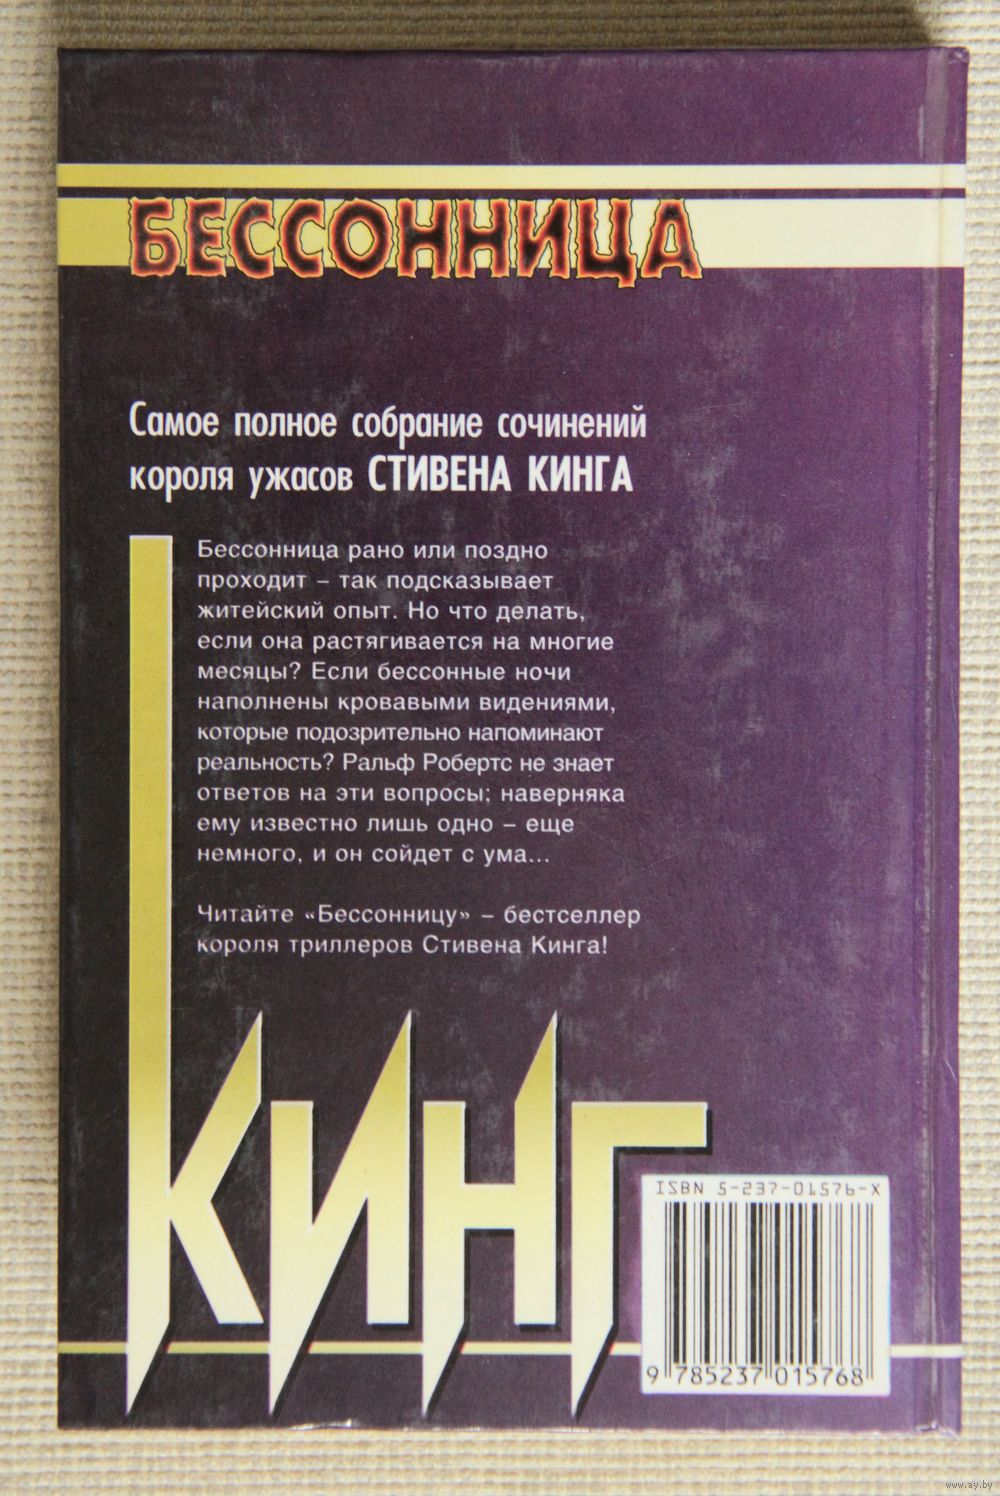 БЕССОННИЦА
Самое полное собрание сочинений
короля ужасов СТИВЕНА КИНГА
Бессонница рано или поздно
проходит – так подсказывает
житейский опыт. Но что делать,
если она растягивается на многие
месяцы? Если бессонные ночи
наполнены кровавыми видениями,
которые подозрительно напоминают
реальность? Ральф Робертс не знает
ответов на эти вопросы; наверняка
ему известно лишь одно – еще
немного, и он сойдет с ума...
Читайте «Бессонницу» – бестселлер
короля триллеров Стивена Кинга!
КИНГ
ISBN 5-237-01576-X
9 785237 015768
www.ay.by